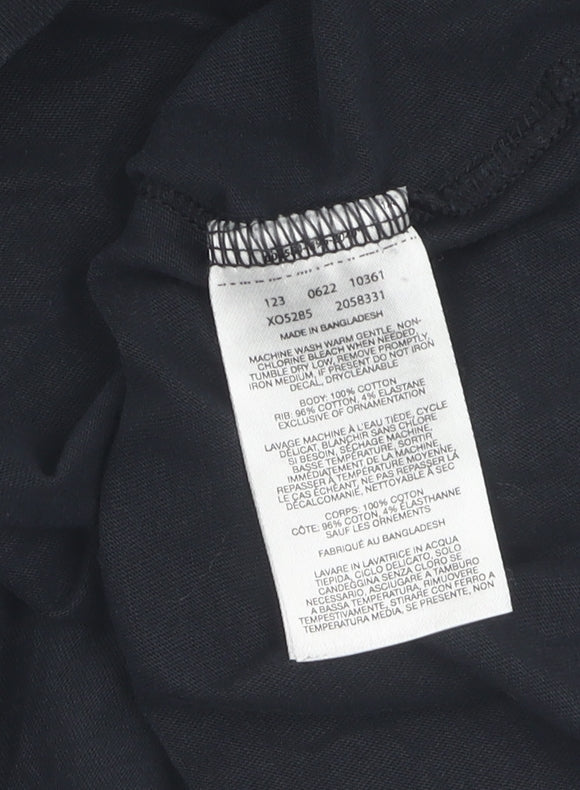 123 0622 10361
XO5285 2058331
MADE IN BANGLADESH
MACHINE WASH WARM GENTLE, NON-
CHLORINE BLEACH WHEN NEEDED,
TUMBLE DRY LOW, REMOVE PROMPTLY,
IRON MEDIUM, IF PRESENT DO NOT IRON
DECAL, DRYCLEANABLE
BODY: 100% COTTON
RIB: 96% COTTON, 4% ELASTANE
EXCLUSIVE OF ORNAMENTATION
LAVAGE MACHINE À L'EAU TIÈDE, CYCLE
DÉLICAT, BLANCHIR SANS CHLORE
SI BESOIN, SÉCHAGE MACHINE,
BASSE TEMPÉRATURE, SORTIR
IMMÉDIATEMENT DE LA MACHINE,
REPASSER À TEMPÉRATURE MOYENNE,
LE CAS ÉCHÉANT, NE PAS REPASSER LA
DÉCALCOMANIE, NETTOYABLE À SEC
CORPS: 100% COTON
CÔTE: 96% COTON, 4% ÉLASTHANNE
SAUF LES ORNEMENTS
FABRIQUÉ AU BANGLADESH
LAVARE IN LAVATRICE IN ACQUA
TIEPIDA, CICLO DELICATO, SOLO
CANDEGGINA SENZA CLORO SE
NECESSARIO, ASCIUGARE A TAMBURO
A BASSA TEMPERATURA, RIMUOVERE
TEMPESTIVAMENTE, STIRARE CON FERRO A
TEMPERATURA MEDIA, SE PRESENTE, NON